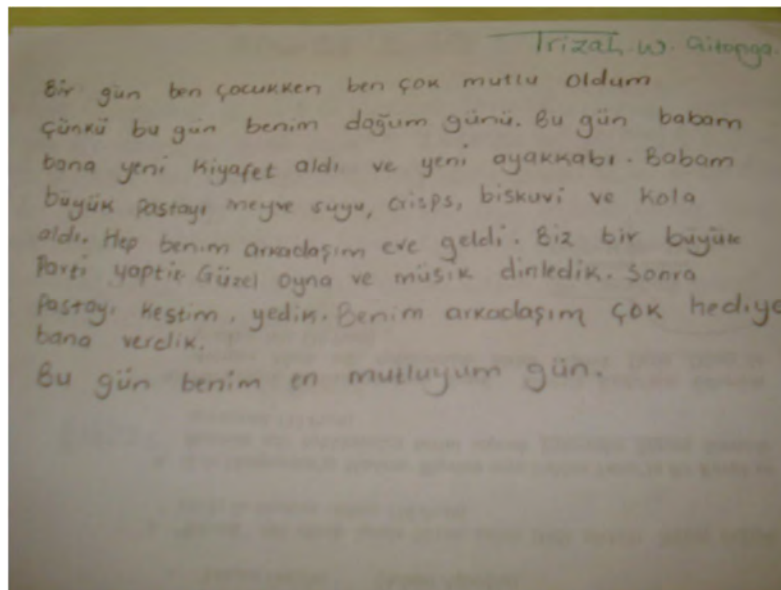 Trizah. W. Gitonga.
Bir gün ben çocukken ben çok mutlu oldum
çünkü bu gün benim doğum günü. Bu gün babam
bana yeni kiyafet aldı ve yeni ayakkabı. Babam
büyük pastayı meyve suyu, crisps, biskuvi ve kola
aldı. Hep benim arkadaşım eve geldi. Biz bir büyük
Parti yaptik Güzel oyna ve müsik dinledik. Sonra
pastayı kestim, yedik. Benim arkadaşım çok hediye
bana verdik.
Bu gün benim en mutluyum gün.